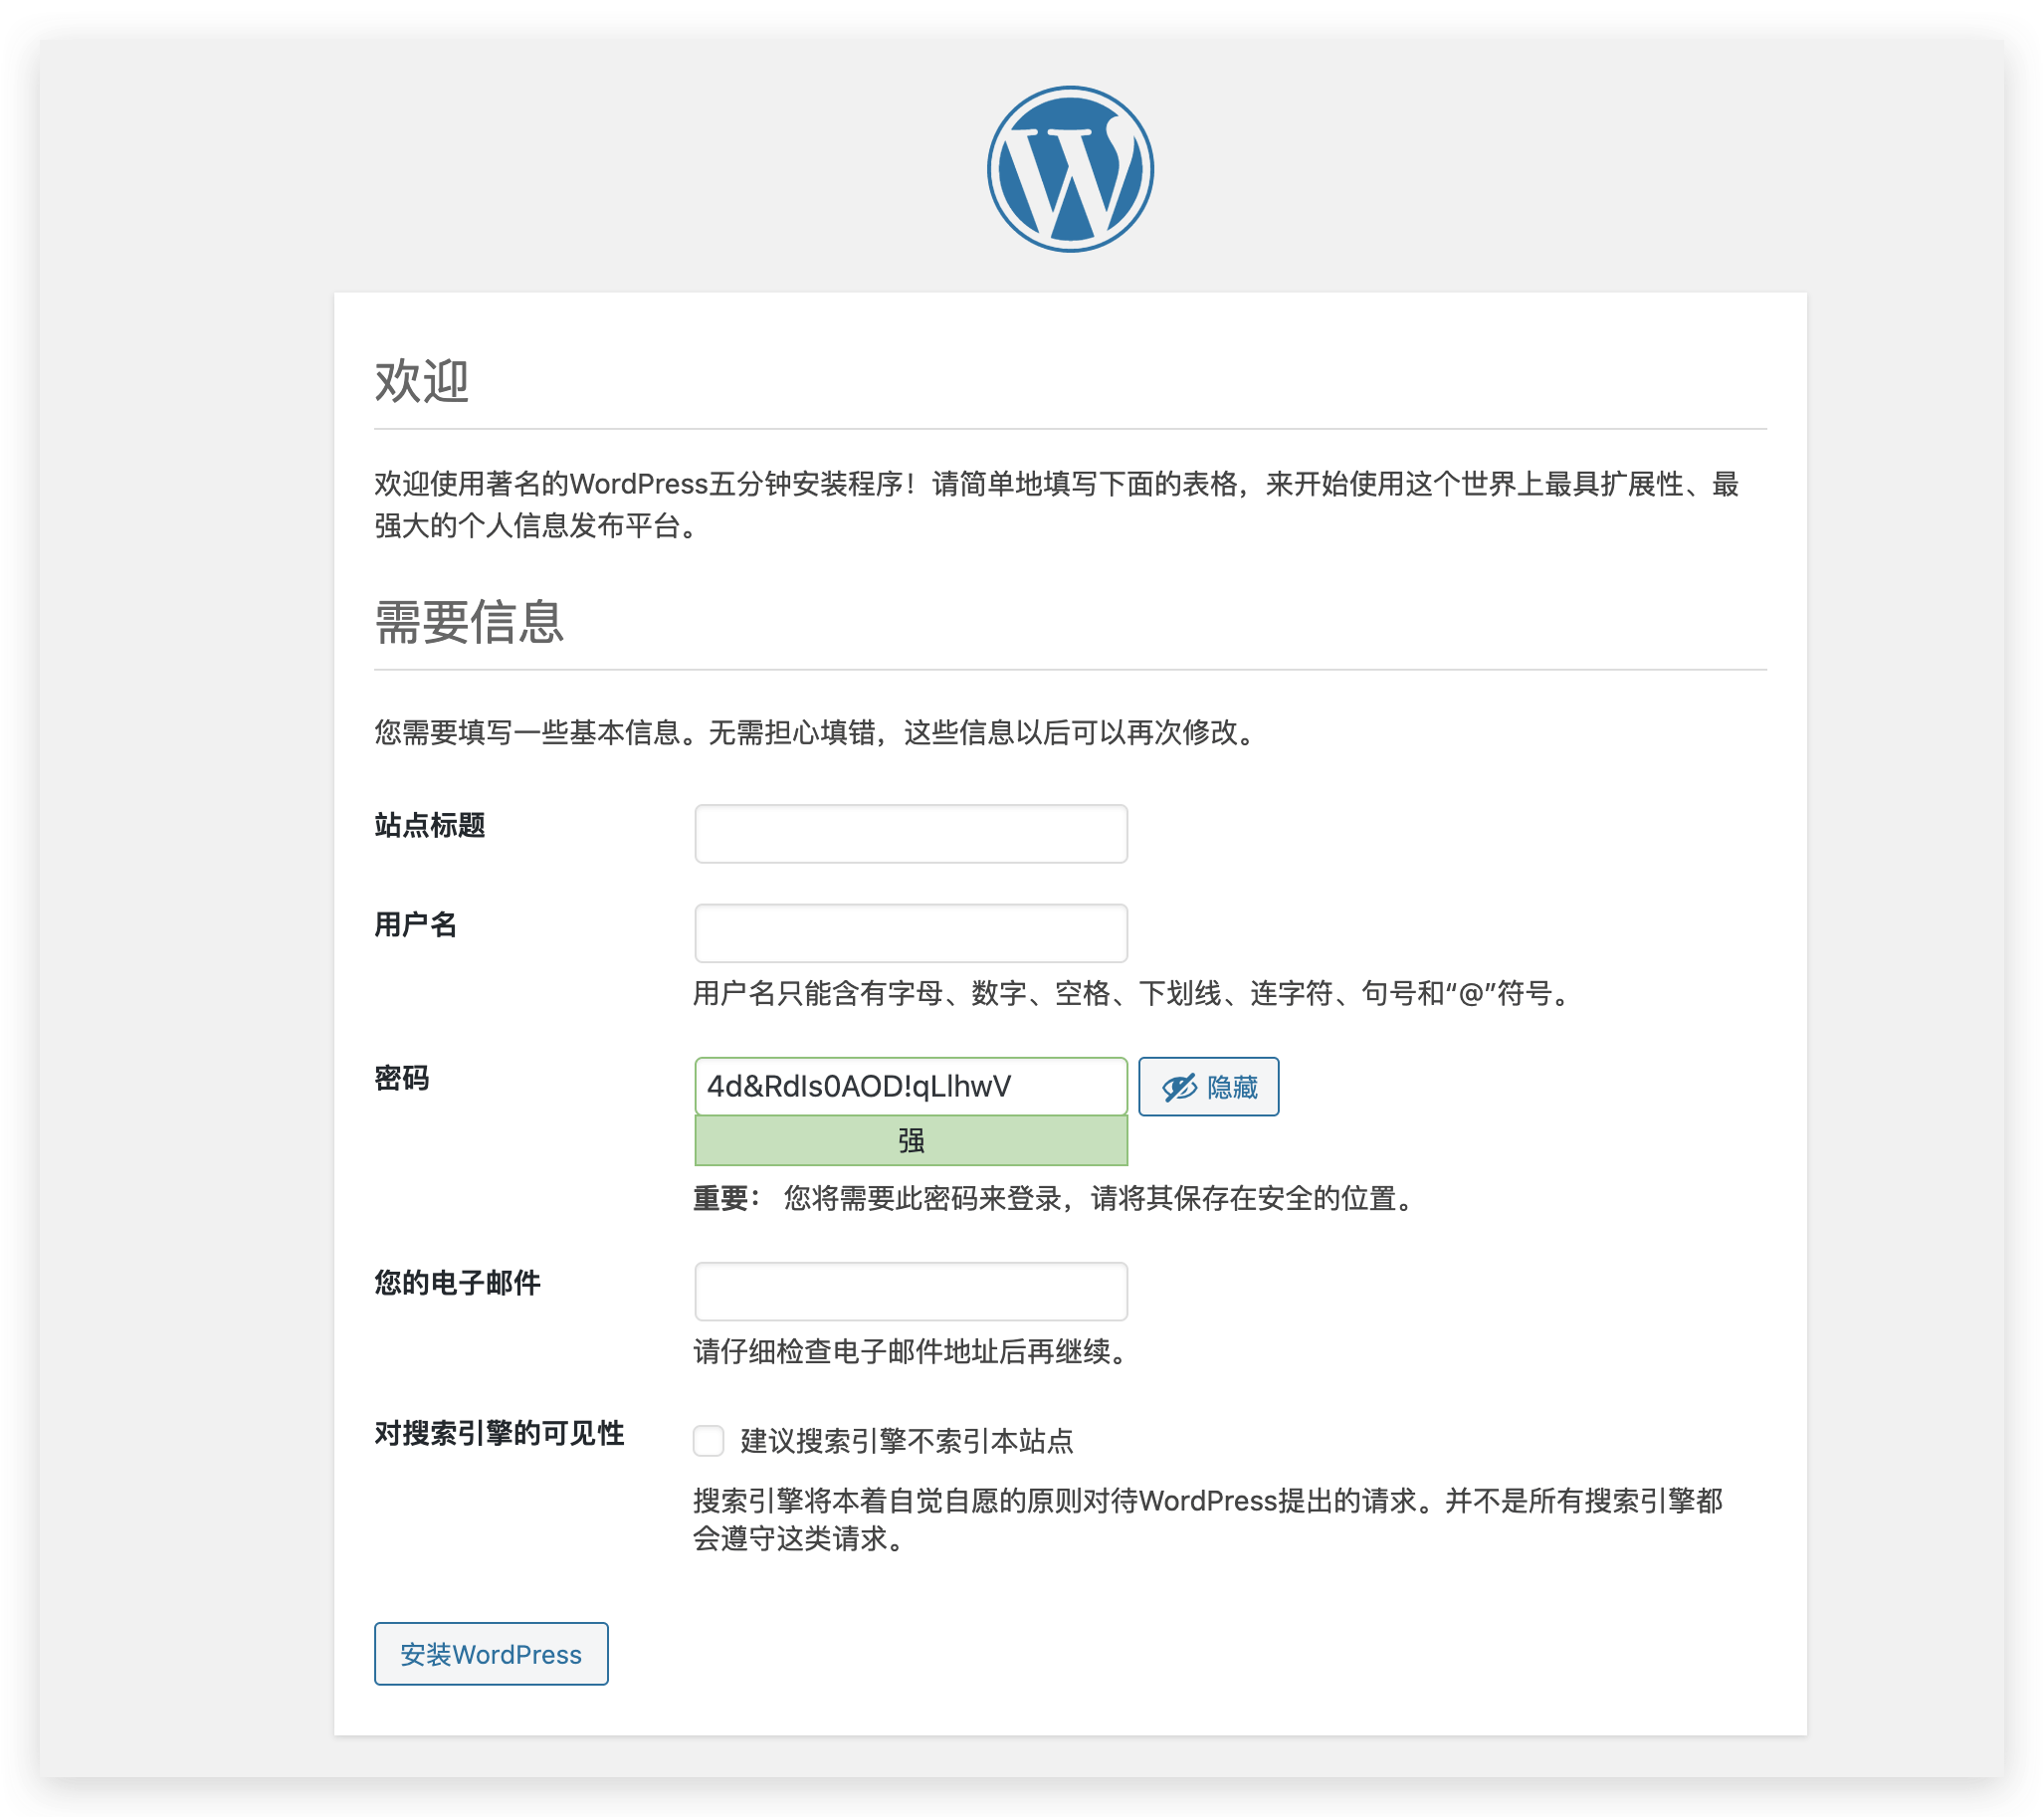 欢迎
欢迎使用著名的WordPress五分钟安装程序！请简单地填写下面的表格，来开始使用这个世界上最具扩展性、最
强大的个人信息发布平台。
需要信息
您需要填写一些基本信息。无需担心填错，这些信息以后可以再次修改。
站点标题
用户名
用户名只能含有字母、数字、空格、下划线、连字符、句号和“@”符号。
密码
4d&RdIs0AOD!qLlhwV
隐藏
强
重要： 您将需要此密码来登录，请将其保存在安全的位置。
您的电子邮件
请仔细检查电子邮件地址后再继续。
对搜索引擎的可见性
建议搜索引擎不索引本站点
搜索引擎将本着自觉自愿的原则对待WordPress提出的请求。并不是所有搜索引擎都
会遵守这类请求。
安装WordPress